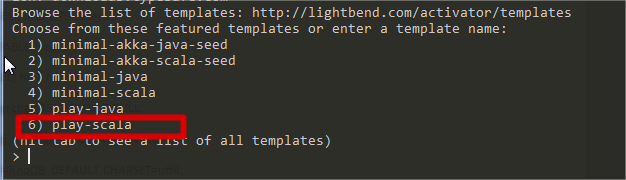 Browse the list of templates: http://lightbend.com/activator/templates
Choose from these featured templates or enter a template name:
1) minimal-akka-java-seed
2) minimal-akka-scala-seed
3) minimal-java
4) minimal-scala
5) play-java
6) play-scala
(hit tab to see a list of all templates)
>